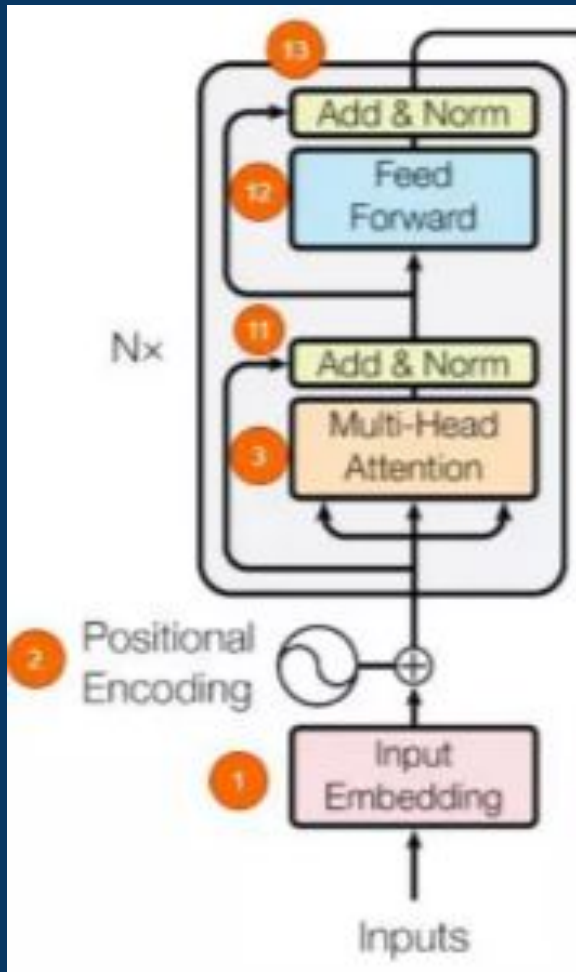 13
Add & Norm
12
Feed
Forward
11
Nx
Add & Norm
3
Multi-Head
Attention
2
Positional
Encoding
1
Input
Embedding
Inputs